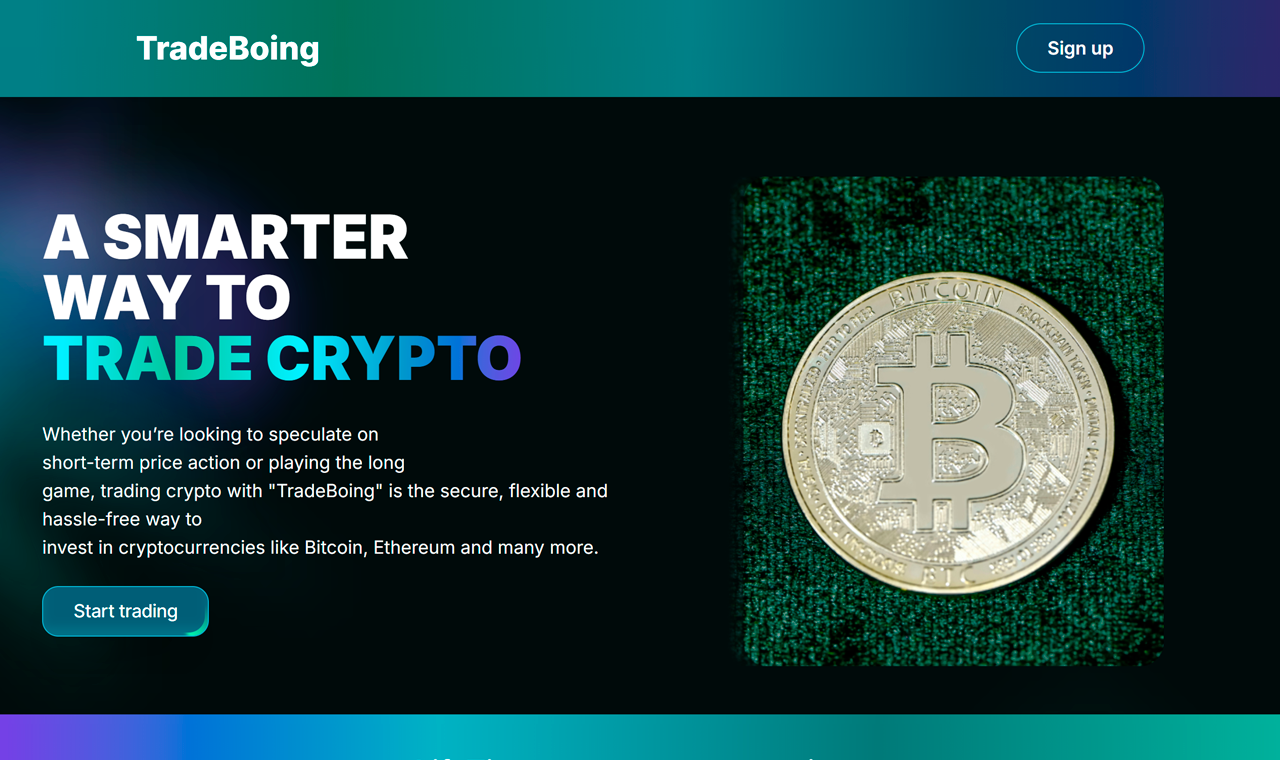 TradeBoing
Sign up
A SMARTER
WAY TO
TRADE CRYPTO
Whether you’re looking to speculate on
short-term price action or playing the long
game, trading crypto with "TradeBoing" is the secure, flexible and
hassle-free way to
invest in cryptocurrencies like Bitcoin, Ethereum and many more.
Start trading
BITCOIN
BTC